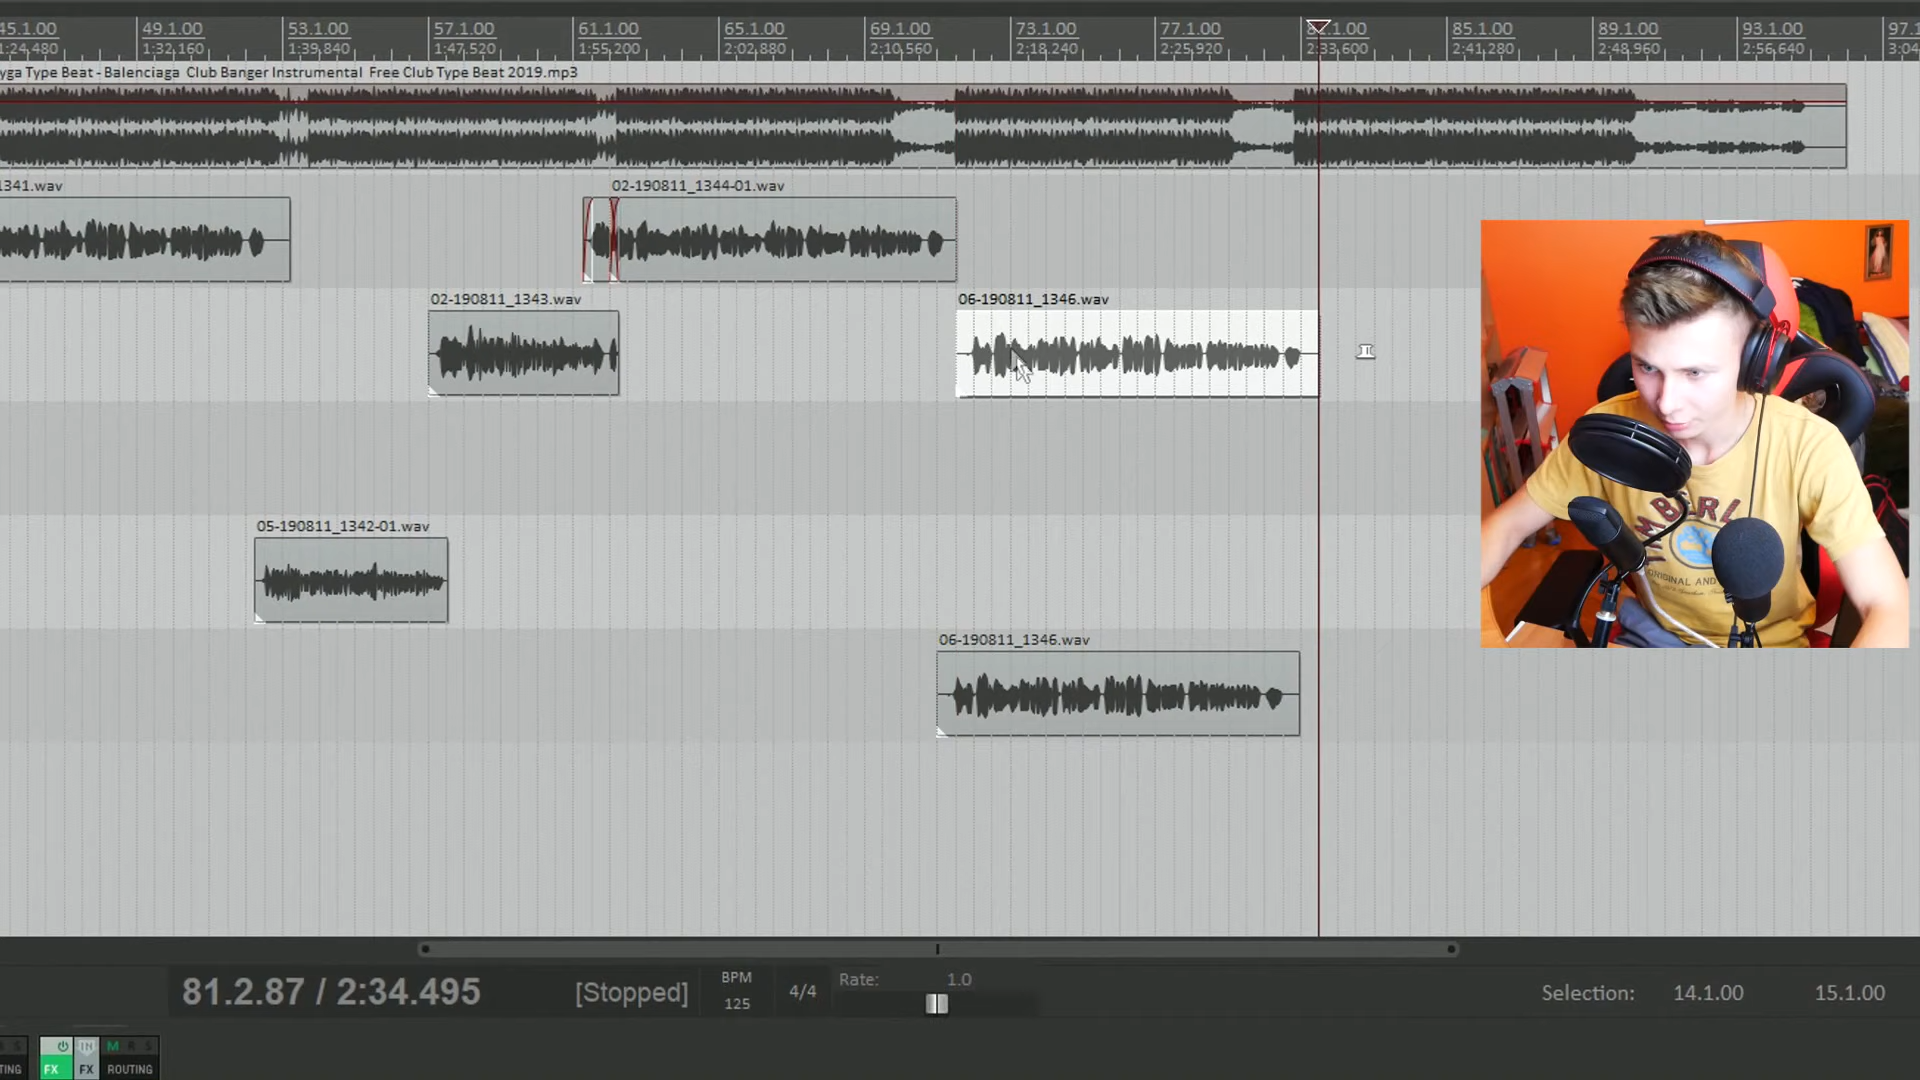 45.1.00 49.1.00 53.1.00 57.1.00 61.1.00 65.1.00 69.1.00 73.1.00 77.1.00 85.1.00 89.1.00 93.1.00
1:24,480 1:32,160 1:39,840 1:47,520 1:55,200 2:02,880 2:10,560 2:18,240 2:25,920 2:33,600 2:41,280 2:48,960 2:56,640 3:04
yga Type Beat - Balenciaga Club Banger Instrumental Free Club Type Beat 2019.mp3
1341.wav
02-190811_1344-01.wav
02-190811_1343.wav
06-190811_1346.wav
05-190811_1342-01.wav
06-190811_1346.wav
81.2.87 / 2:34.495
[Stopped]
BPM
125
4/4
Rate: 1.0
Selection: 14.1.00 15.1.00
IN M R S
TING FX FX ROUTING
ORIGINAL AND